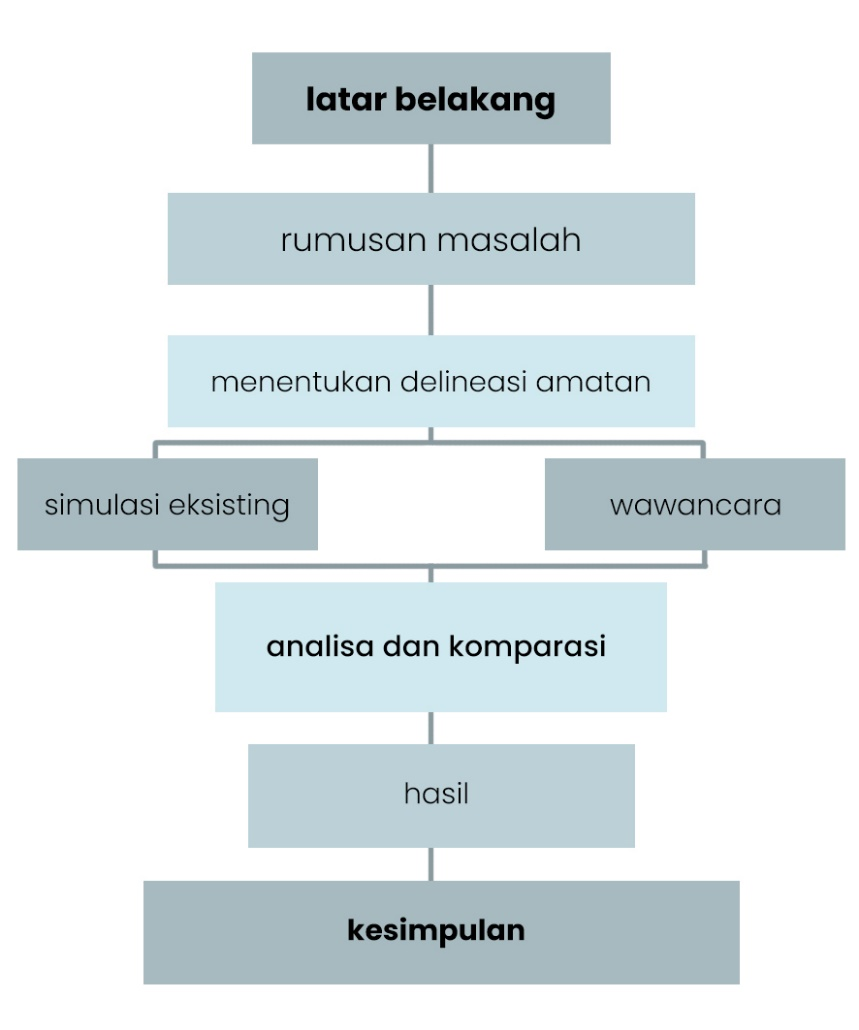 latar belakang
rumusan masalah
menentukan delineasi amatan
simulasi eksisting
wawancara
analisa dan komparasi
hasil
kesimpulan